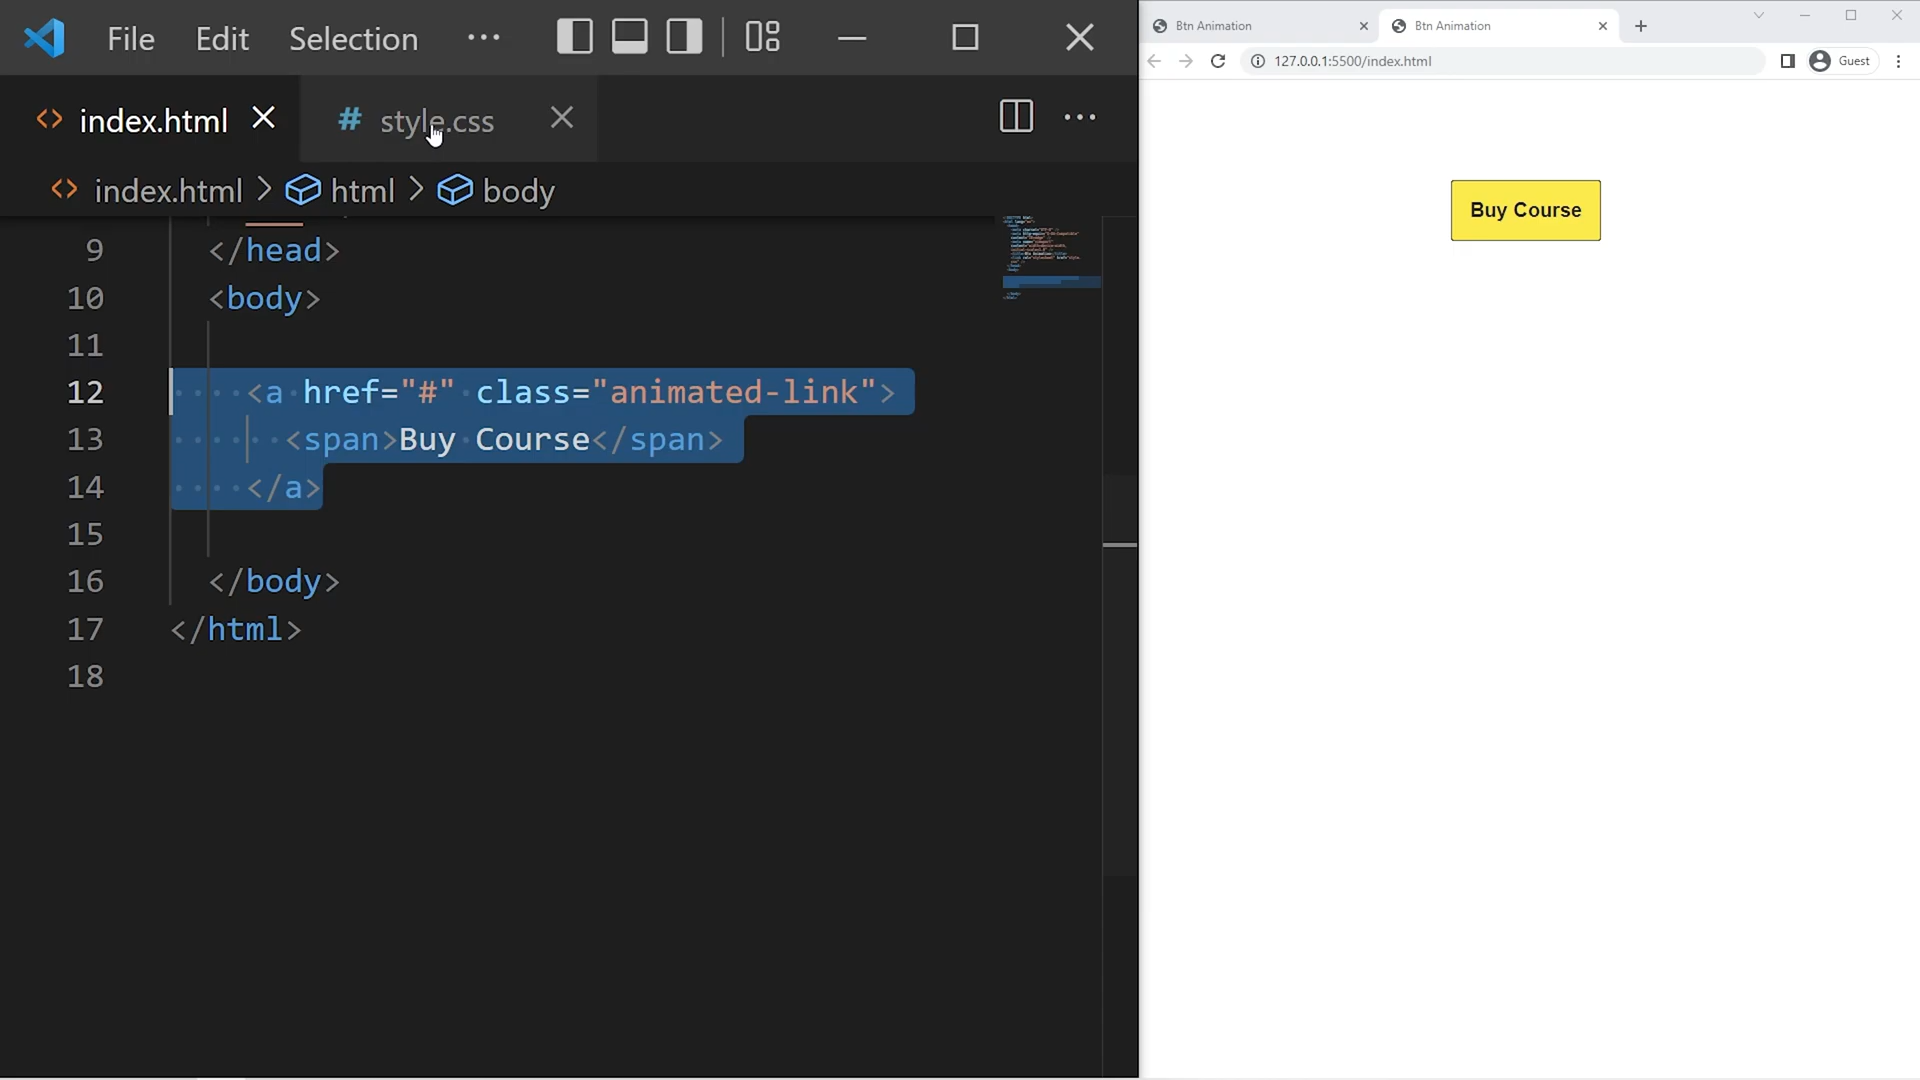 File Edit Selection ···
index.html
# style.css
index.html > html > body
9 </head>
10 <body>
11
12 <a href="#" class="animated-link">
13 <span>Buy Course</span>
14 </a>
15
16 </body>
17 </html>
18
Btn Animation
Btn Animation
127.0.0.1:5500/index.html
Guest
Buy Course